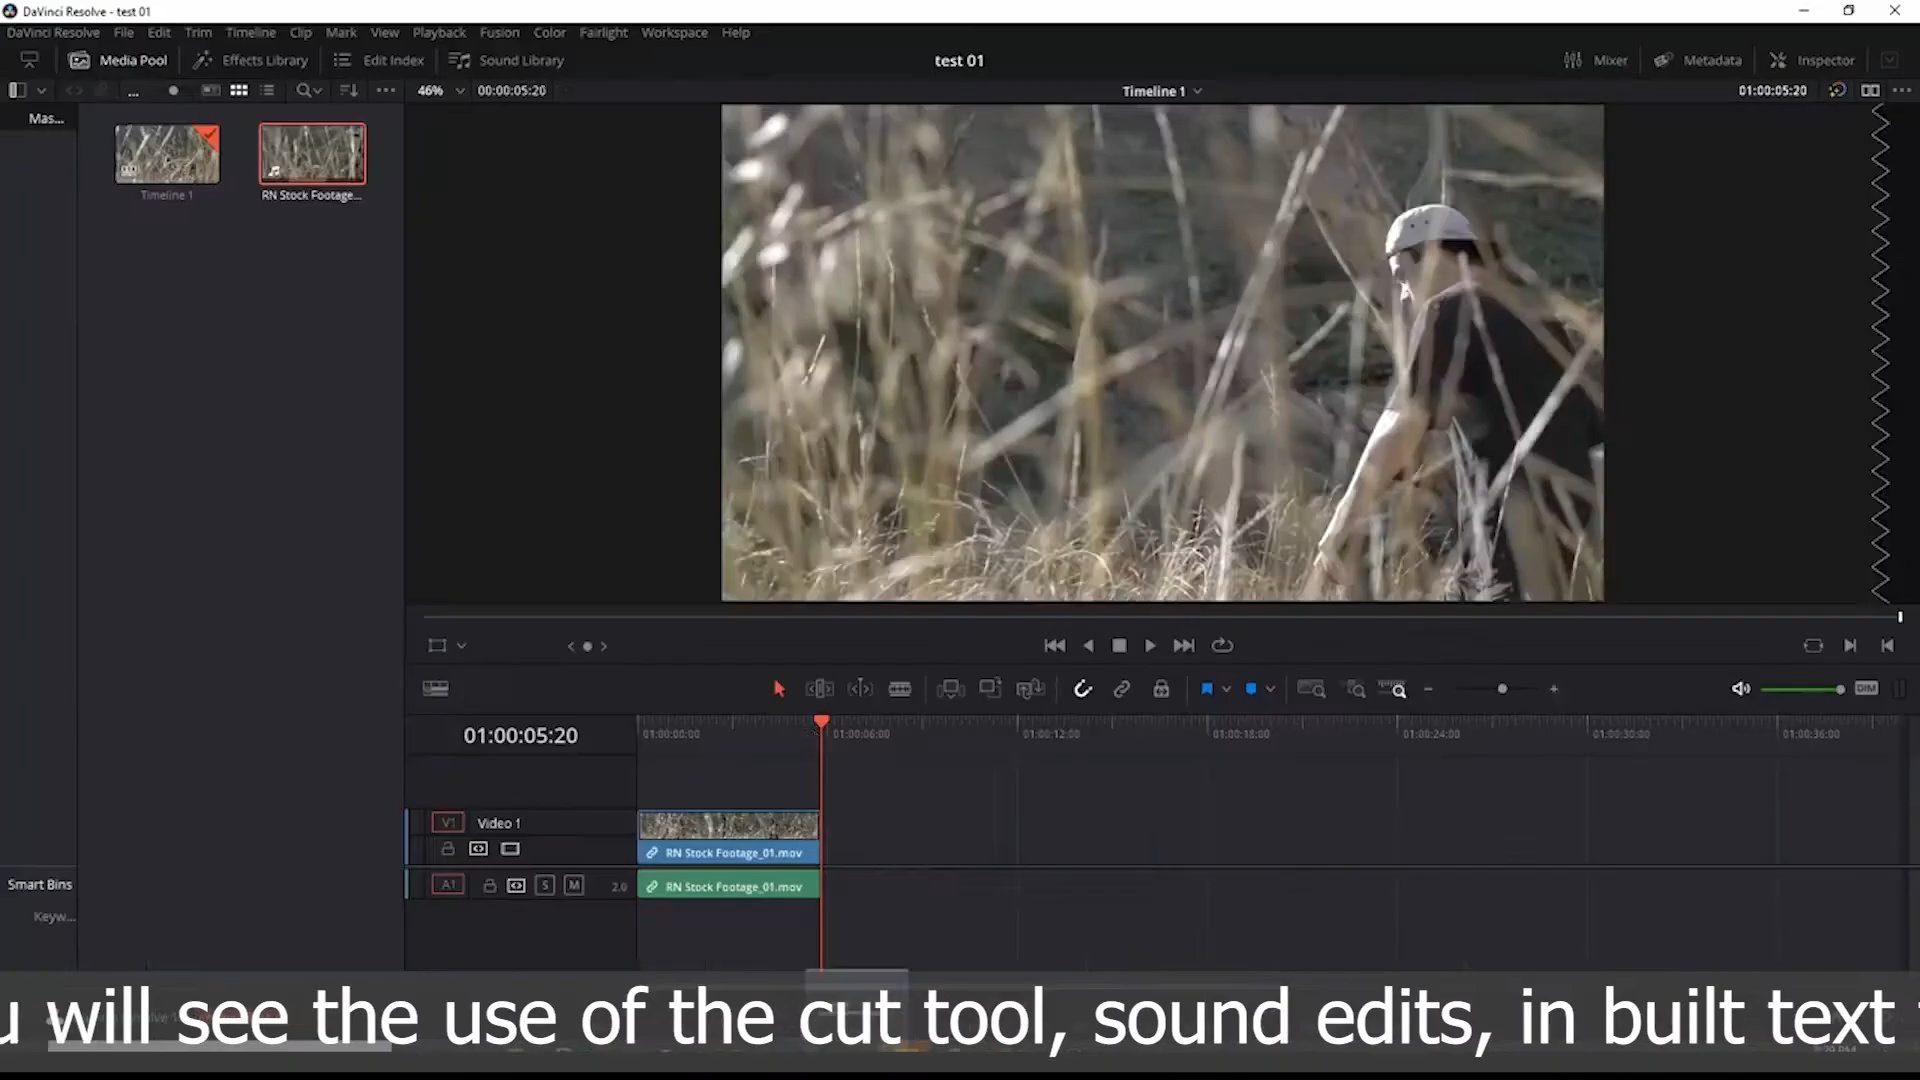 DaVinci Resolve - test 01
DaVinci Resolve File Edit Trim Timeline Clip Mark View Playback Fusion Color Fairlight Workspace Help
Media Pool Effects Library Edit Index Sound Library test 01 Mixer Metadata Inspector
... 46% 00:00:05:20 Timeline 1 01:00:05:20
Mas...
Timeline 1 RN Stock Footage...
DIM
01:00:05:20 01:00:00:00 01:00:06:00 01:00:12:00 01:00:18:00 01:00:24:00 01:00:30:00 01:00:36:00
V1 Video 1
RN Stock Footage_01.mov
A1 S M 2.0 RN Stock Footage_01.mov
Smart Bins
Keyw...
u will see the use of the cut tool, sound edits, in built text